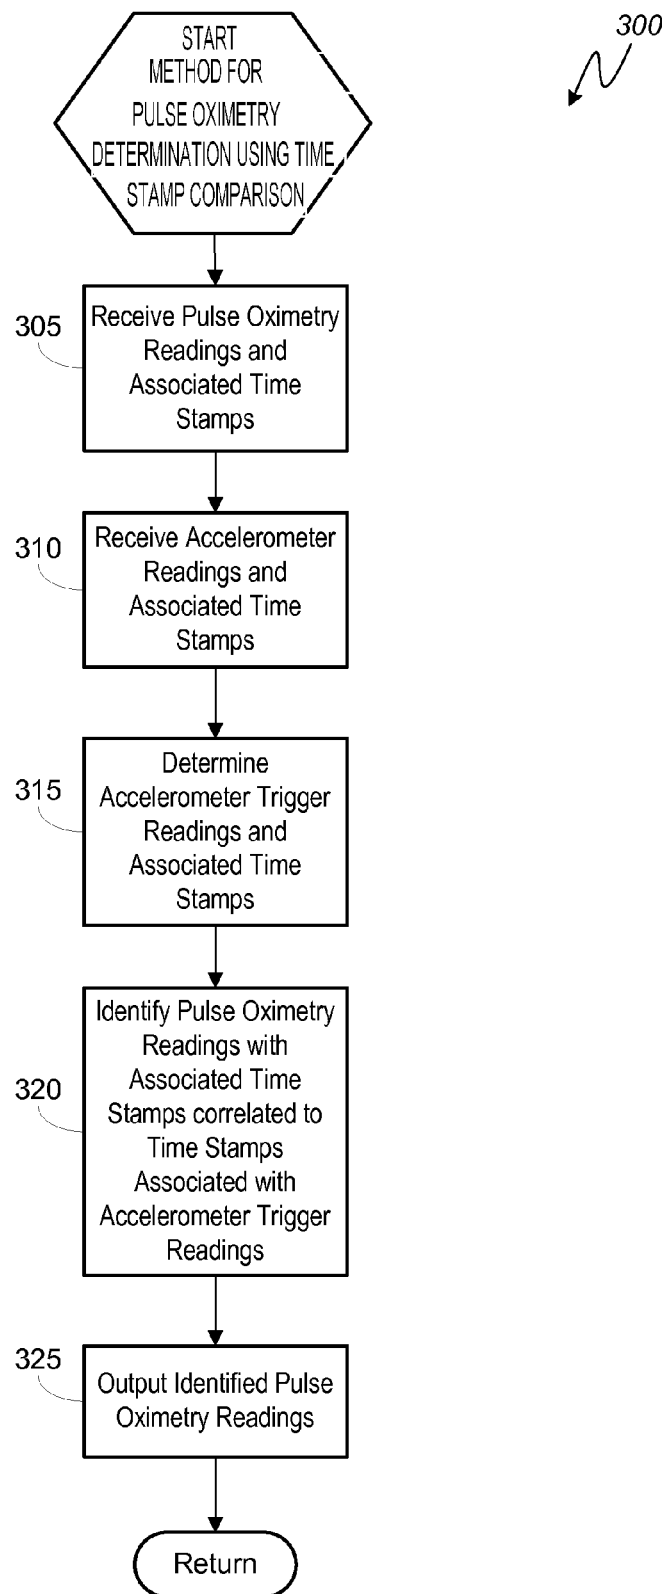 300
START
METHOD FOR
PULSE OXIMETRY
DETERMINATION USING TIME
STAMP COMPARISON
305
Receive Pulse Oximetry
Readings and
Associated Time
Stamps
310
Receive Accelerometer
Readings and
Associated Time
Stamps
315
Determine
Accelerometer Trigger
Readings and
Associated Time
Stamps
320
Identify Pulse Oximetry
Readings with
Associated Time
Stamps correlated to
Time Stamps
Associated with
Accelerometer Trigger
Readings
325
Output Identified Pulse
Oximetry Readings
Return